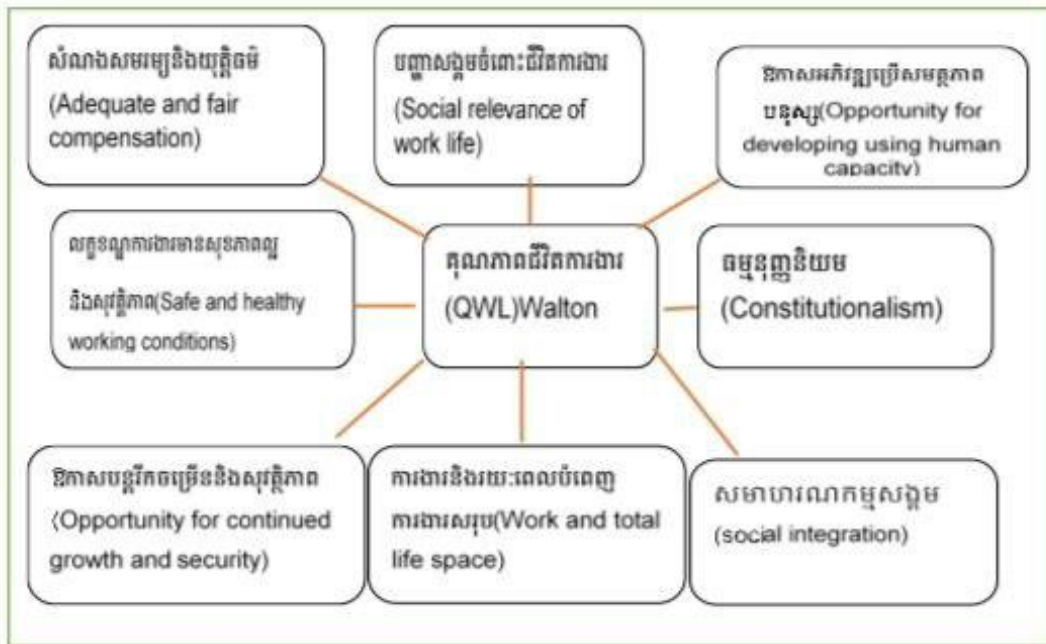 សំណងសមរម្យនិងយុត្តិធម៌
(Adequate and fair
compensation)
បញ្ហាសង្គមចំពោះជីវិតការងារ
(Social relevance of
work life)
ឱកាសអភិវឌ្ឍប្រើសមត្ថភាព
បនុស្ស(Opportunity for
developing using human
capacity)
លក្ខខណ្ឌការងារមានសុខភាពល្អ
និងសុវត្ថិភាព(Safe and healthy
working conditions)
គុណភាពជីវិតការងារ
(QWL)Walton
ធម្មនុញ្ញនិយម
(Constitutionalism)
ឱកាសបន្តរីកចម្រើននិងសុវត្ថិភាព
(Opportunity for continued
growth and security)
ការងារនិងរយៈពេលបំពេញ
ការងារសរុប(Work and total
life space)
សមាហរណកម្មសង្គម
(social integration)